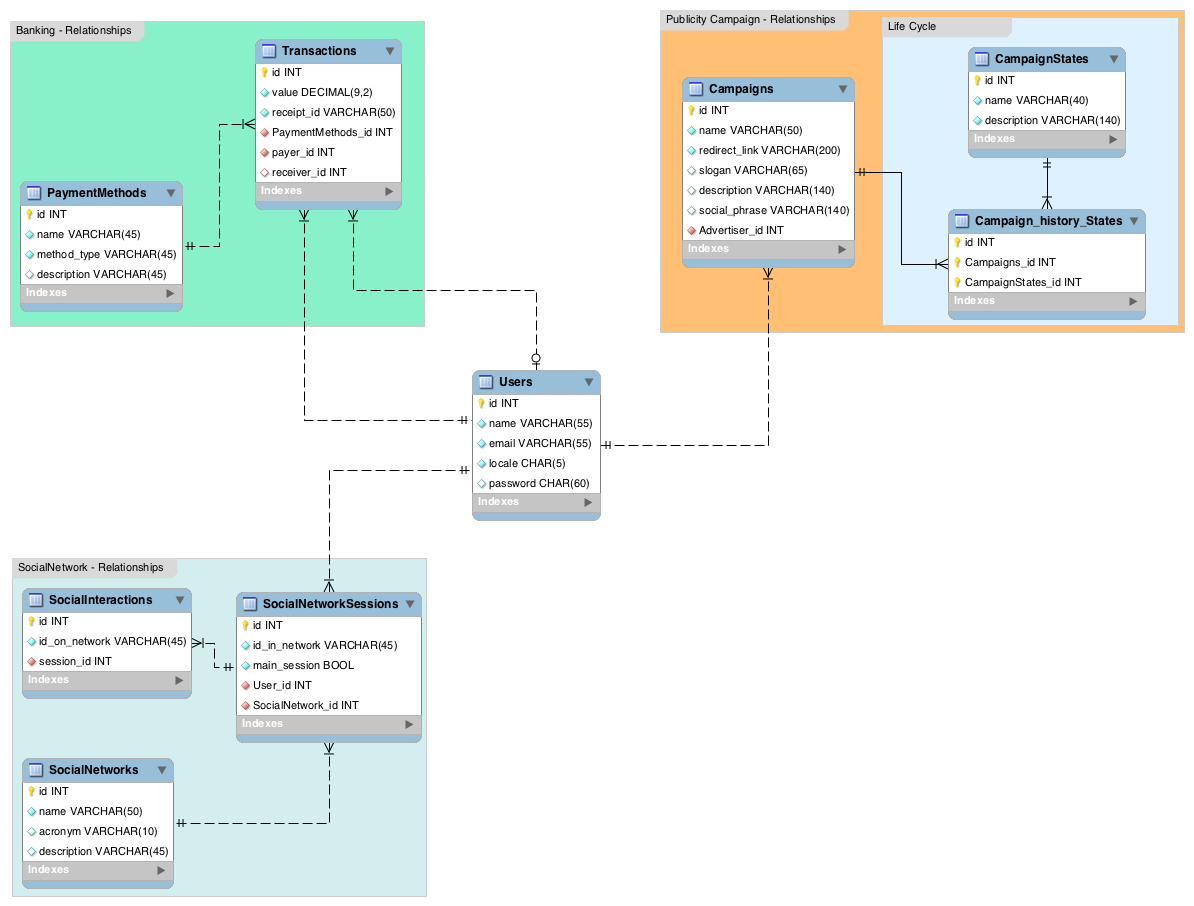 Banking - Relationships
Transactions
id INT
value DECIMAL(9,2)
receipt_id VARCHAR(50)
PaymentMethods_id INT
payer_id INT
receiver_id INT
Indexes
PaymentMethods
id INT
name VARCHAR(45)
method_type VARCHAR(45)
description VARCHAR(45)
Indexes
Publicity Campaign - Relationships
Campaigns
id INT
name VARCHAR(50)
redirect_link VARCHAR(200)
slogan VARCHAR(65)
description VARCHAR(140)
social_phrase VARCHAR(140)
Advertiser_id INT
Indexes
Life Cycle
CampaignStates
id INT
name VARCHAR(40)
description VARCHAR(140)
Indexes
Campaign_history_States
id INT
Campaigns_id INT
CampaignStates_id INT
Indexes
Users
id INT
name VARCHAR(55)
email VARCHAR(55)
locale CHAR(5)
password CHAR(60)
Indexes
SocialNetwork - Relationships
SocialInteractions
id INT
id_on_network VARCHAR(45)
session_id INT
Indexes
SocialNetworkSessions
id INT
id_in_network VARCHAR(45)
main_session BOOL
User_id INT
SocialNetwork_id INT
Indexes
SocialNetworks
id INT
name VARCHAR(50)
acronym VARCHAR(10)
description VARCHAR(45)
Indexes